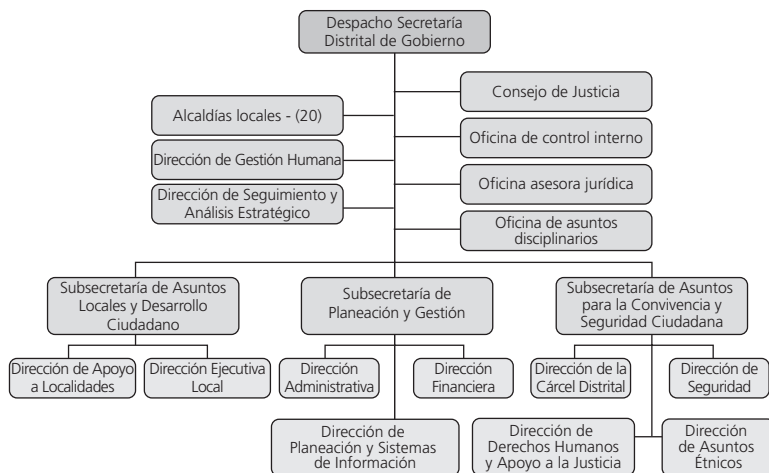 Despacho Secretaría
Distrital de Gobierno
Consejo de Justicia
Alcaldías locales - (20)
Oficina de control interno
Dirección de Gestión Humana
Oficina asesora jurídica
Dirección de Seguimiento y
Análisis Estratégico
Oficina de asuntos
disciplinarios
Subsecretaría de Asuntos
Locales y Desarrollo
Ciudadano
Subsecretaría de
Planeación y Gestión
Subsecretaría de Asuntos
para la Convivencia y
Seguridad Ciudadana
Dirección de Apoyo
a Localidades
Dirección Ejecutiva
Local
Dirección
Administrativa
Dirección
Financiera
Dirección de la
Cárcel Distrital
Dirección de
Seguridad
Dirección de
Planeación y Sistemas
de Información
Dirección de
Derechos Humanos
y Apoyo a la Justicia
Dirección
de Asuntos
Étnicos